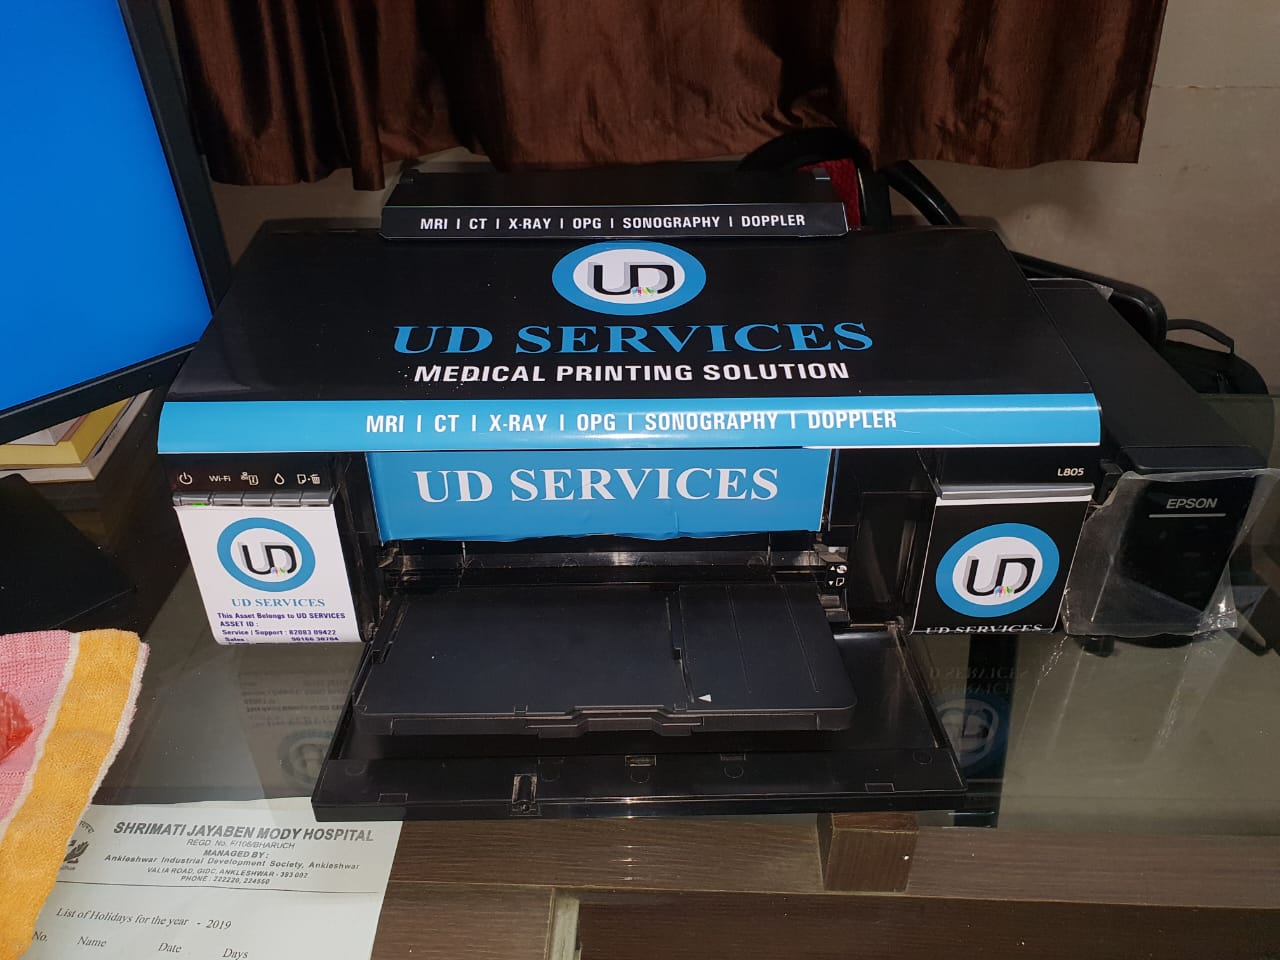 MRI | CT | X-RAY | OPG | SONOGRAPHY | DOPPLER
UD
UD SERVICES
MEDICAL PRINTING SOLUTION
MRI | CT | X-RAY | OPG | SONOGRAPHY | DOPPLER
Wi-Fi
UD SERVICES
L805
EPSON
UD
UD SERVICES
This Asset Belongs to UD SERVICES
ASSET ID :
Service / Support : 82083 09422
Sales :
UD
UD SERVICES
SHRIMATI JAYABEN MODY HOSPITAL
REGD. No. F/106/BHARUCH
MANAGED BY :
Ankleshwar Industrial Development Society, Ankleshwar
VALIA ROAD, GIDC, ANKLESHWAR - 393 002
PHONE : 222220, 224550
List of Holidays for the year - 2019
No. Name Date Days